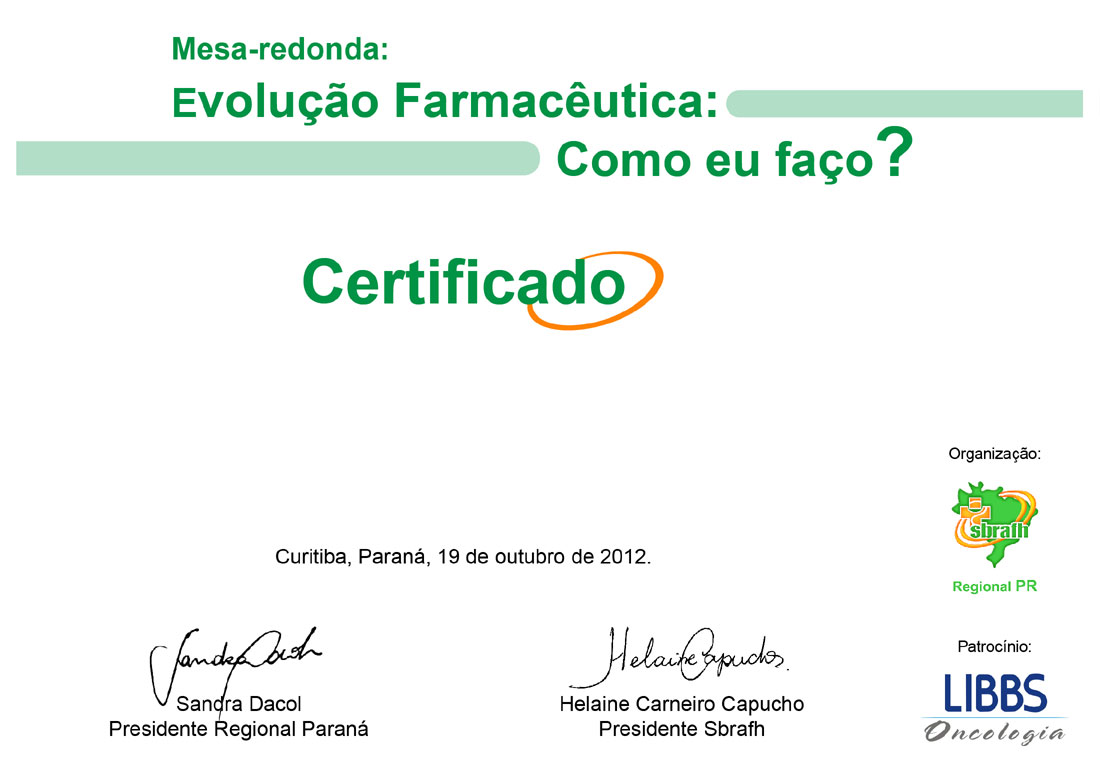 Mesa-redonda:
Evolução Farmacêutica:
Como eu faço?
Certificado
Organização:
sbrafh
Regional PR
Curitiba, Paraná, 19 de outubro de 2012.
Sandra Dacol
Helaine Capucho.
Sandra Dacol
Presidente Regional Paraná
Helaine Carneiro Capucho
Presidente Sbrafh
Patrocínio:
LIBBS
Oncologia